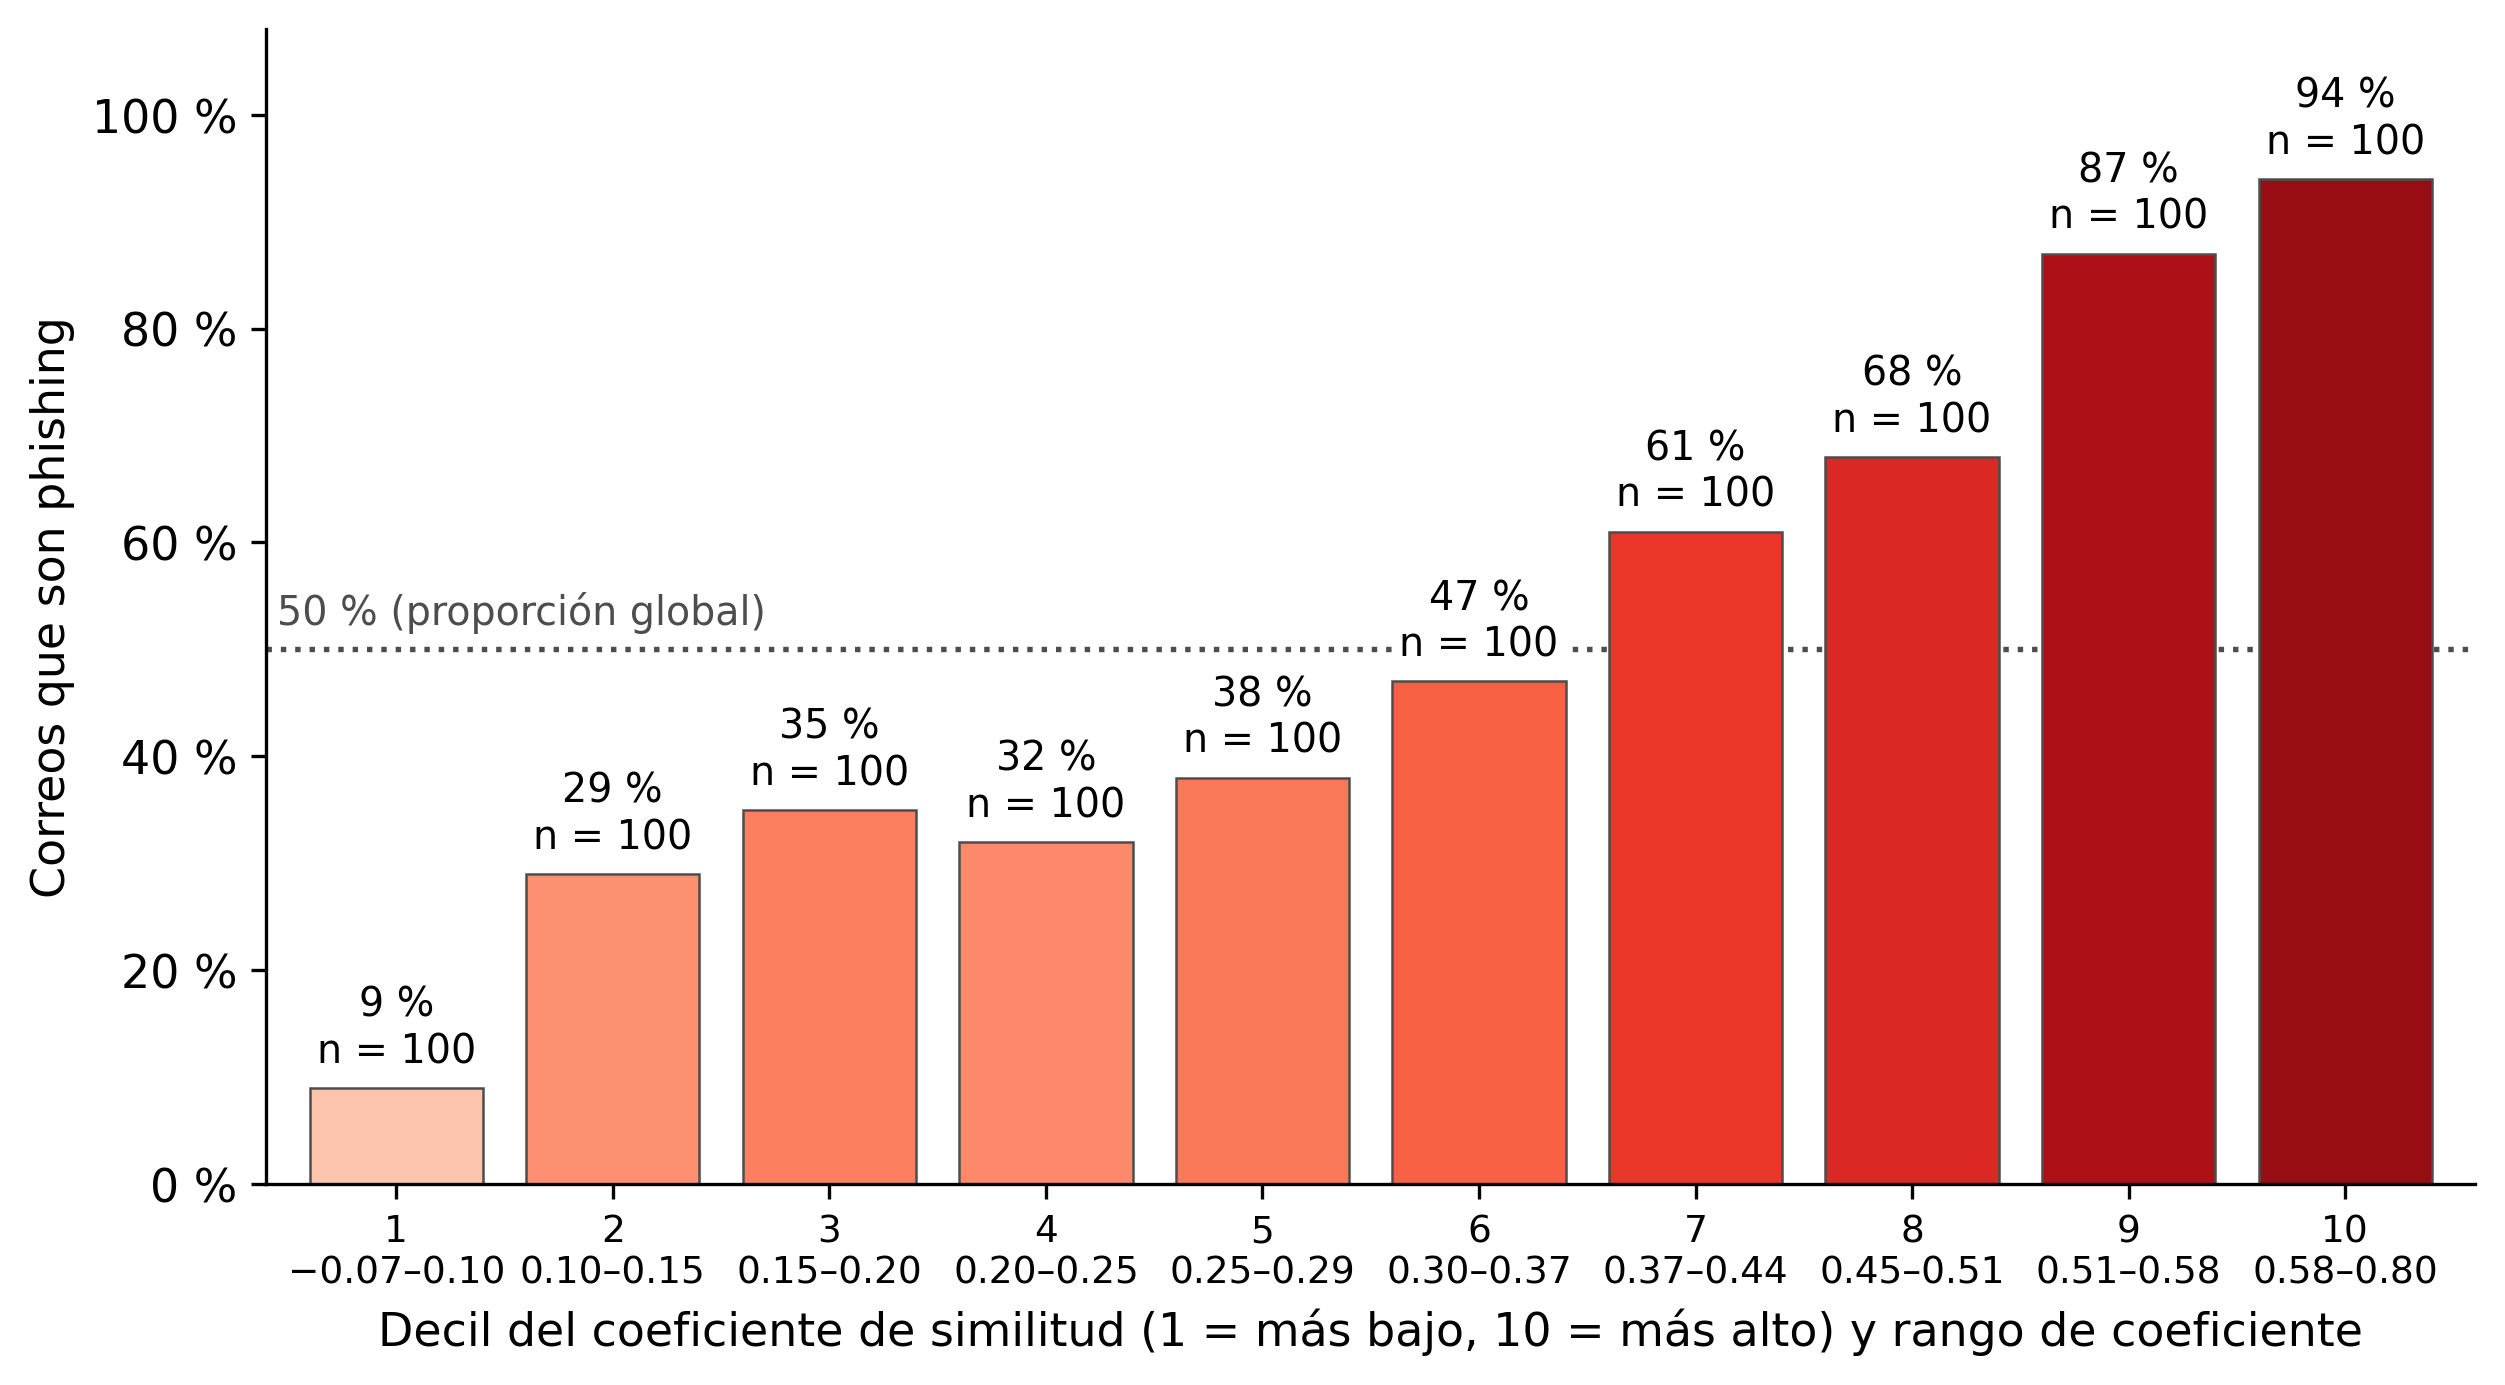 Correos que son phishing
100 %
80 %
60 %
40 %
20 %
0 %
50 % (proporción global)
9 %
n = 100
29 %
n = 100
35 %
n = 100
32 %
n = 100
38 %
n = 100
47 %
n = 100
61 %
n = 100
68 %
n = 100
87 %
n = 100
94 %
n = 100
1
−0.07–0.10
2
0.10–0.15
3
0.15–0.20
4
0.20–0.25
5
0.25–0.29
6
0.30–0.37
7
0.37–0.44
8
0.45–0.51
9
0.51–0.58
10
0.58–0.80
Decil del coeficiente de similitud (1 = más bajo, 10 = más alto) y rango de coeficiente